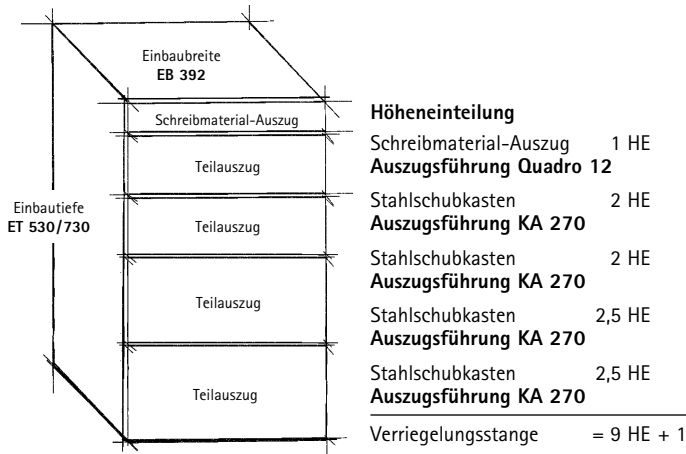 Einbaubreite
EB 392
Schreibmaterial-Auszug
Teilauszug
Teilauszug
Teilauszug
Teilauszug
Einbautiefe
ET 530/730
Höheneinteilung
Schreibmaterial-Auszug 1 HE
Auszugsführung Quadro 12
Stahlschubkasten 2 HE
Auszugsführung KA 270
Stahlschubkasten 2 HE
Auszugsführung KA 270
Stahlschubkasten 2,5 HE
Auszugsführung KA 270
Stahlschubkasten 2,5 HE
Auszugsführung KA 270
Verriegelungsstange = 9 HE + 1